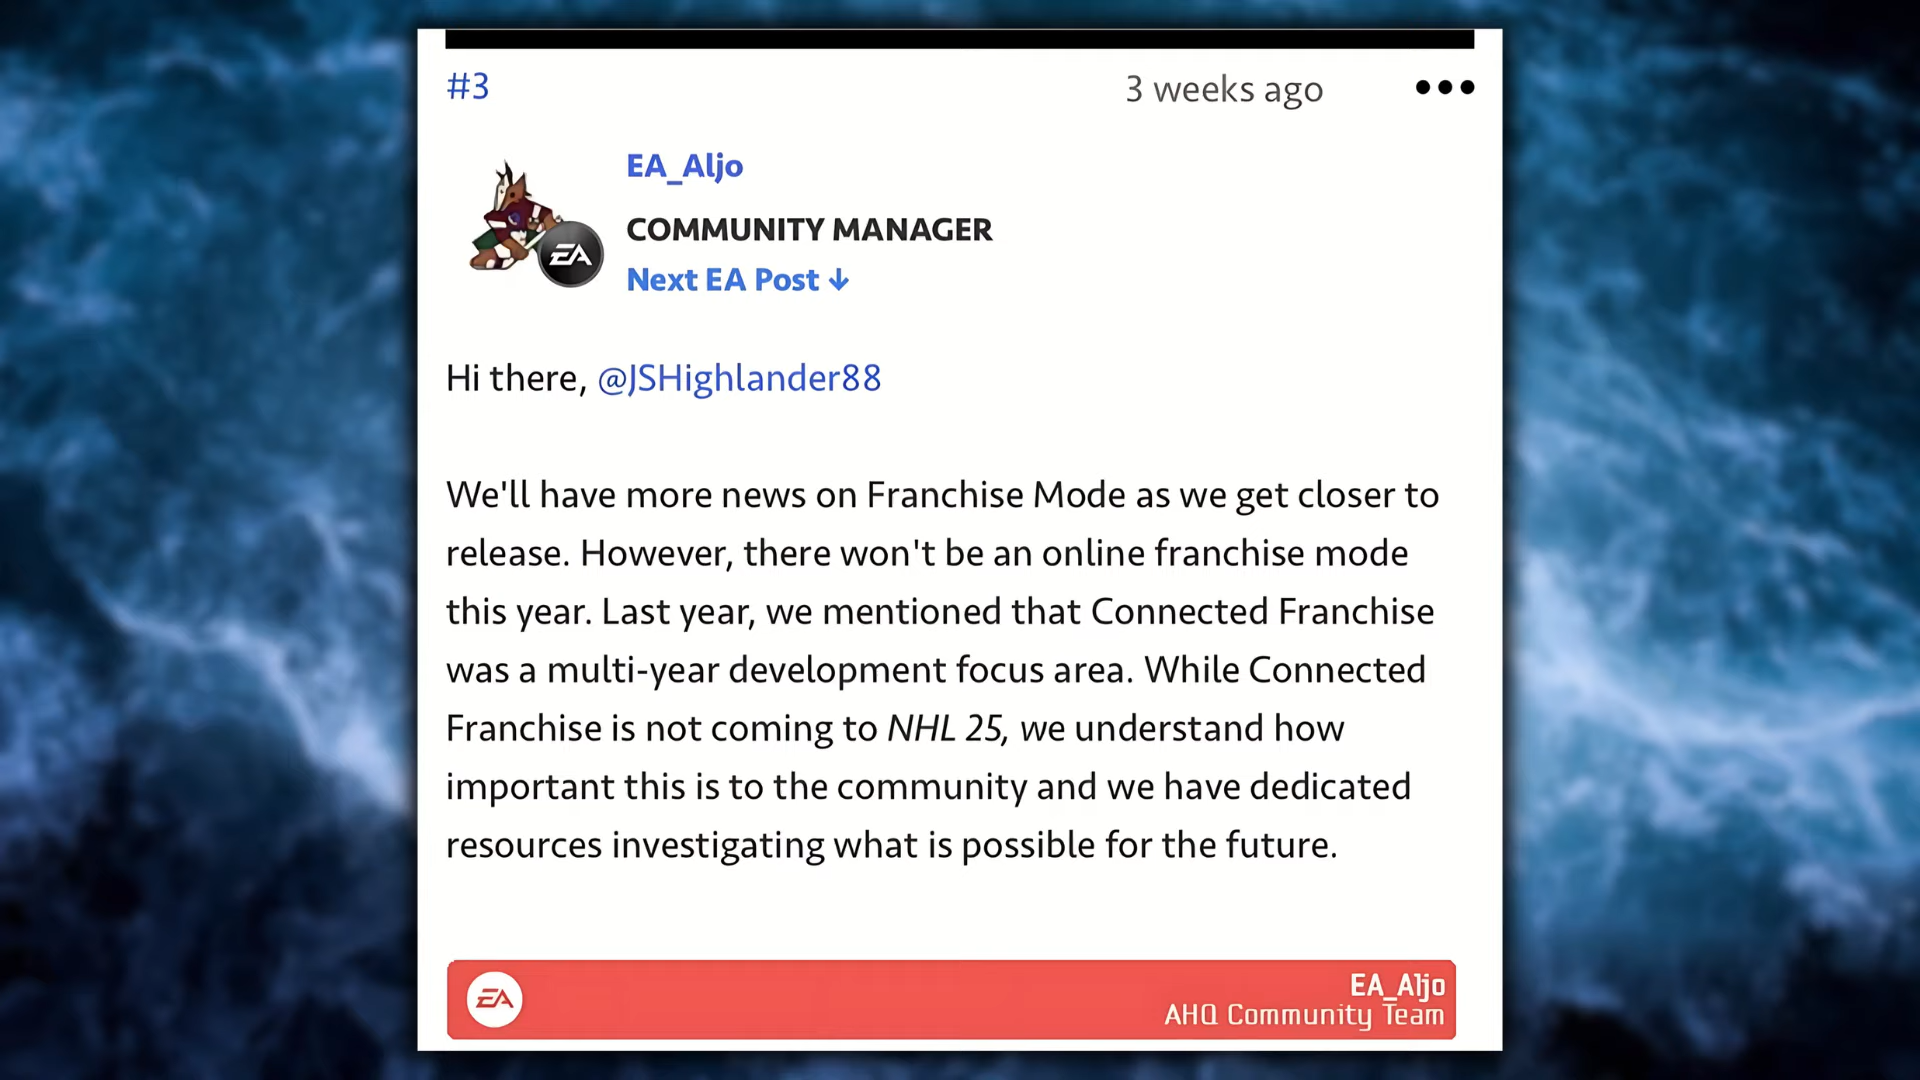 #3
3 weeks ago
EA_Aljo
COMMUNITY MANAGER
EA
Next EA Post ↓
Hi there, @JSHighlander88
We'll have more news on Franchise Mode as we get closer to
release. However, there won't be an online franchise mode
this year. Last year, we mentioned that Connected Franchise
was a multi-year development focus area. While Connected
Franchise is not coming to NHL 25, we understand how
important this is to the community and we have dedicated
resources investigating what is possible for the future.
EA
EA_Aljo
AHQ Community Team